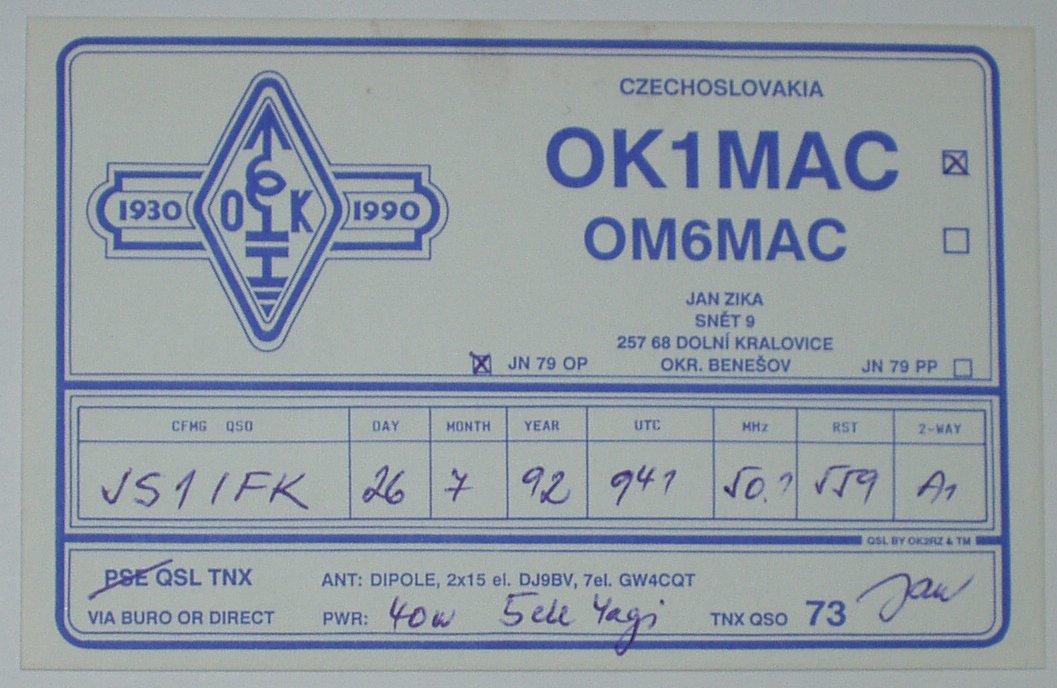 CZECHOSLOVAKIA
OK1MAC
OM6MAC
1930 OK 1990
JAN ZIKA
SNĚT 9
257 68 DOLNÍ KRALOVICE
JN 79 OP OKR. BENEŠOV JN 79 PP
CFMG QSO DAY MONTH YEAR UTC MHz RST 2-WAY
JS1IFK 26 7 92 941 50.1 559 A1
QSL BY OK2RZ & TM
PSE QSL TNX ANT: DIPOLE, 2x15 el. DJ9BV, 7el. GW4CQT
VIA BURO OR DIRECT PWR: 40w 5ele Yagi TNX QSO 73 Jan